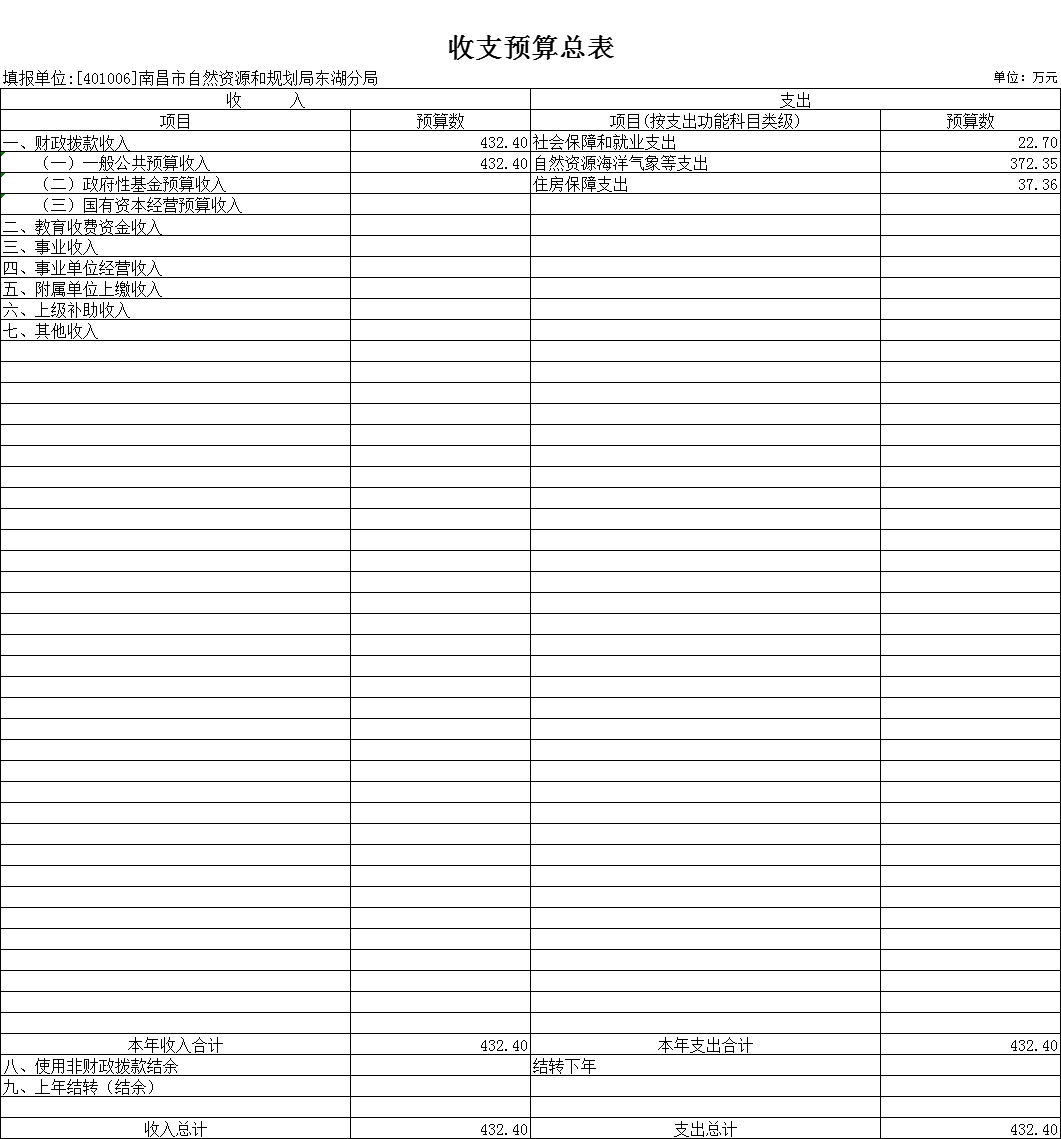 收支预算总表
填报单位:[401006]南昌市自然资源和规划局东湖分局 单位：万元
收 入 支出
项目 预算数 项目(按支出功能科目类级) 预算数
一、财政拨款收入 432.40 社会保障和就业支出 22.70
（一）一般公共预算收入 432.40 自然资源海洋气象等支出 372.35
（二）政府性基金预算收入 住房保障支出 37.36
（三）国有资本经营预算收入
二、教育收费资金收入
三、事业收入
四、事业单位经营收入
五、附属单位上缴收入
六、上级补助收入
七、其他收入
本年收入合计 432.40 本年支出合计 432.40
八、使用非财政拨款结余 结转下年
九、上年结转（结余）
收入总计 432.40 支出总计 432.40